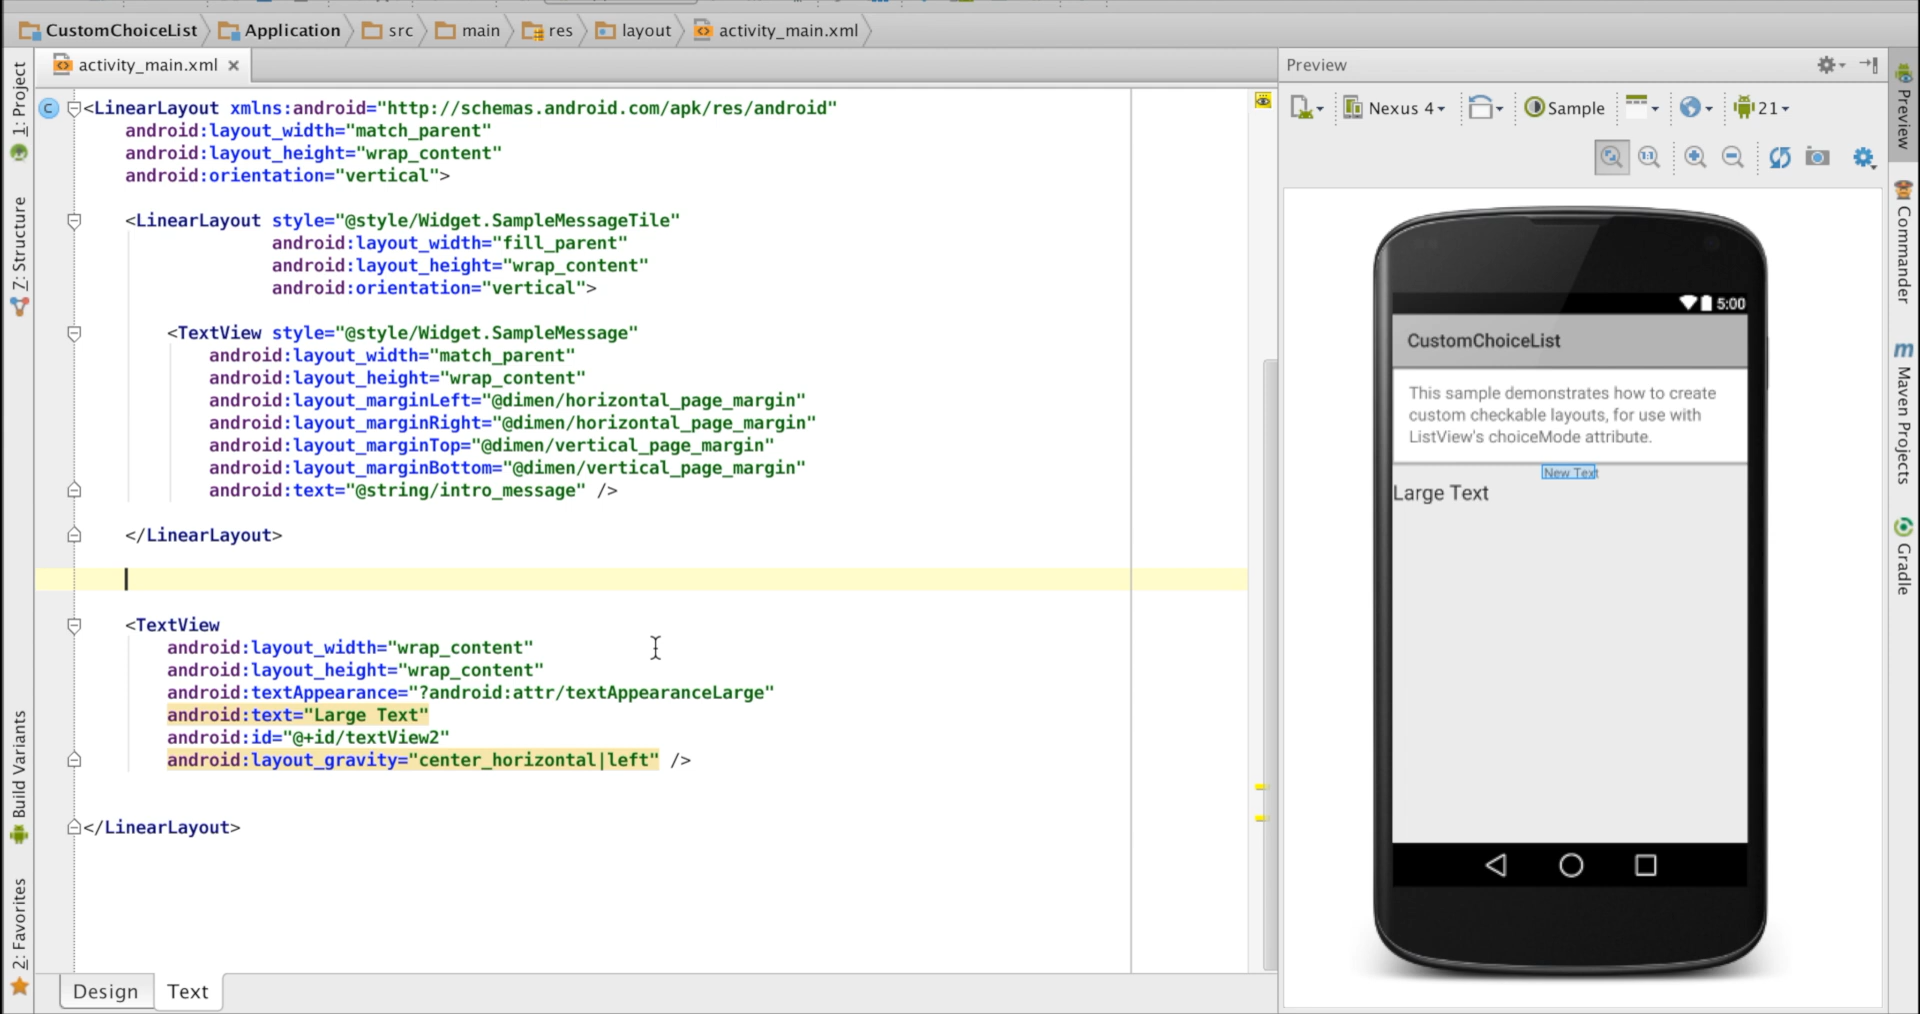 CustomChoiceList Application src main res layout activity_main.xml
activity_main.xml
1: Project
Z: Structure
Build Variants
2: Favorites
<LinearLayout xmlns:android="http://schemas.android.com/apk/res/android"
android:layout_width="match_parent"
android:layout_height="wrap_content"
android:orientation="vertical">
<LinearLayout style="@style/Widget.SampleMessageTile"
android:layout_width="fill_parent"
android:layout_height="wrap_content"
android:orientation="vertical">
<TextView style="@style/Widget.SampleMessage"
android:layout_width="match_parent"
android:layout_height="wrap_content"
android:layout_marginLeft="@dimen/horizontal_page_margin"
android:layout_marginRight="@dimen/horizontal_page_margin"
android:layout_marginTop="@dimen/vertical_page_margin"
android:layout_marginBottom="@dimen/vertical_page_margin"
android:text="@string/intro_message" />
</LinearLayout>
<TextView
android:layout_width="wrap_content"
android:layout_height="wrap_content"
android:textAppearance="?android:attr/textAppearanceLarge"
android:text="Large Text"
android:id="@+id/textView2"
android:layout_gravity="center_horizontal|left" />
</LinearLayout>
Design Text
Preview
Nexus 4 Sample 21
1:1
5:00
CustomChoiceList
This sample demonstrates how to create
custom checkable layouts, for use with
ListView's choiceMode attribute.
New Text
Large Text
Preview
Commander
m Maven Projects
Gradle